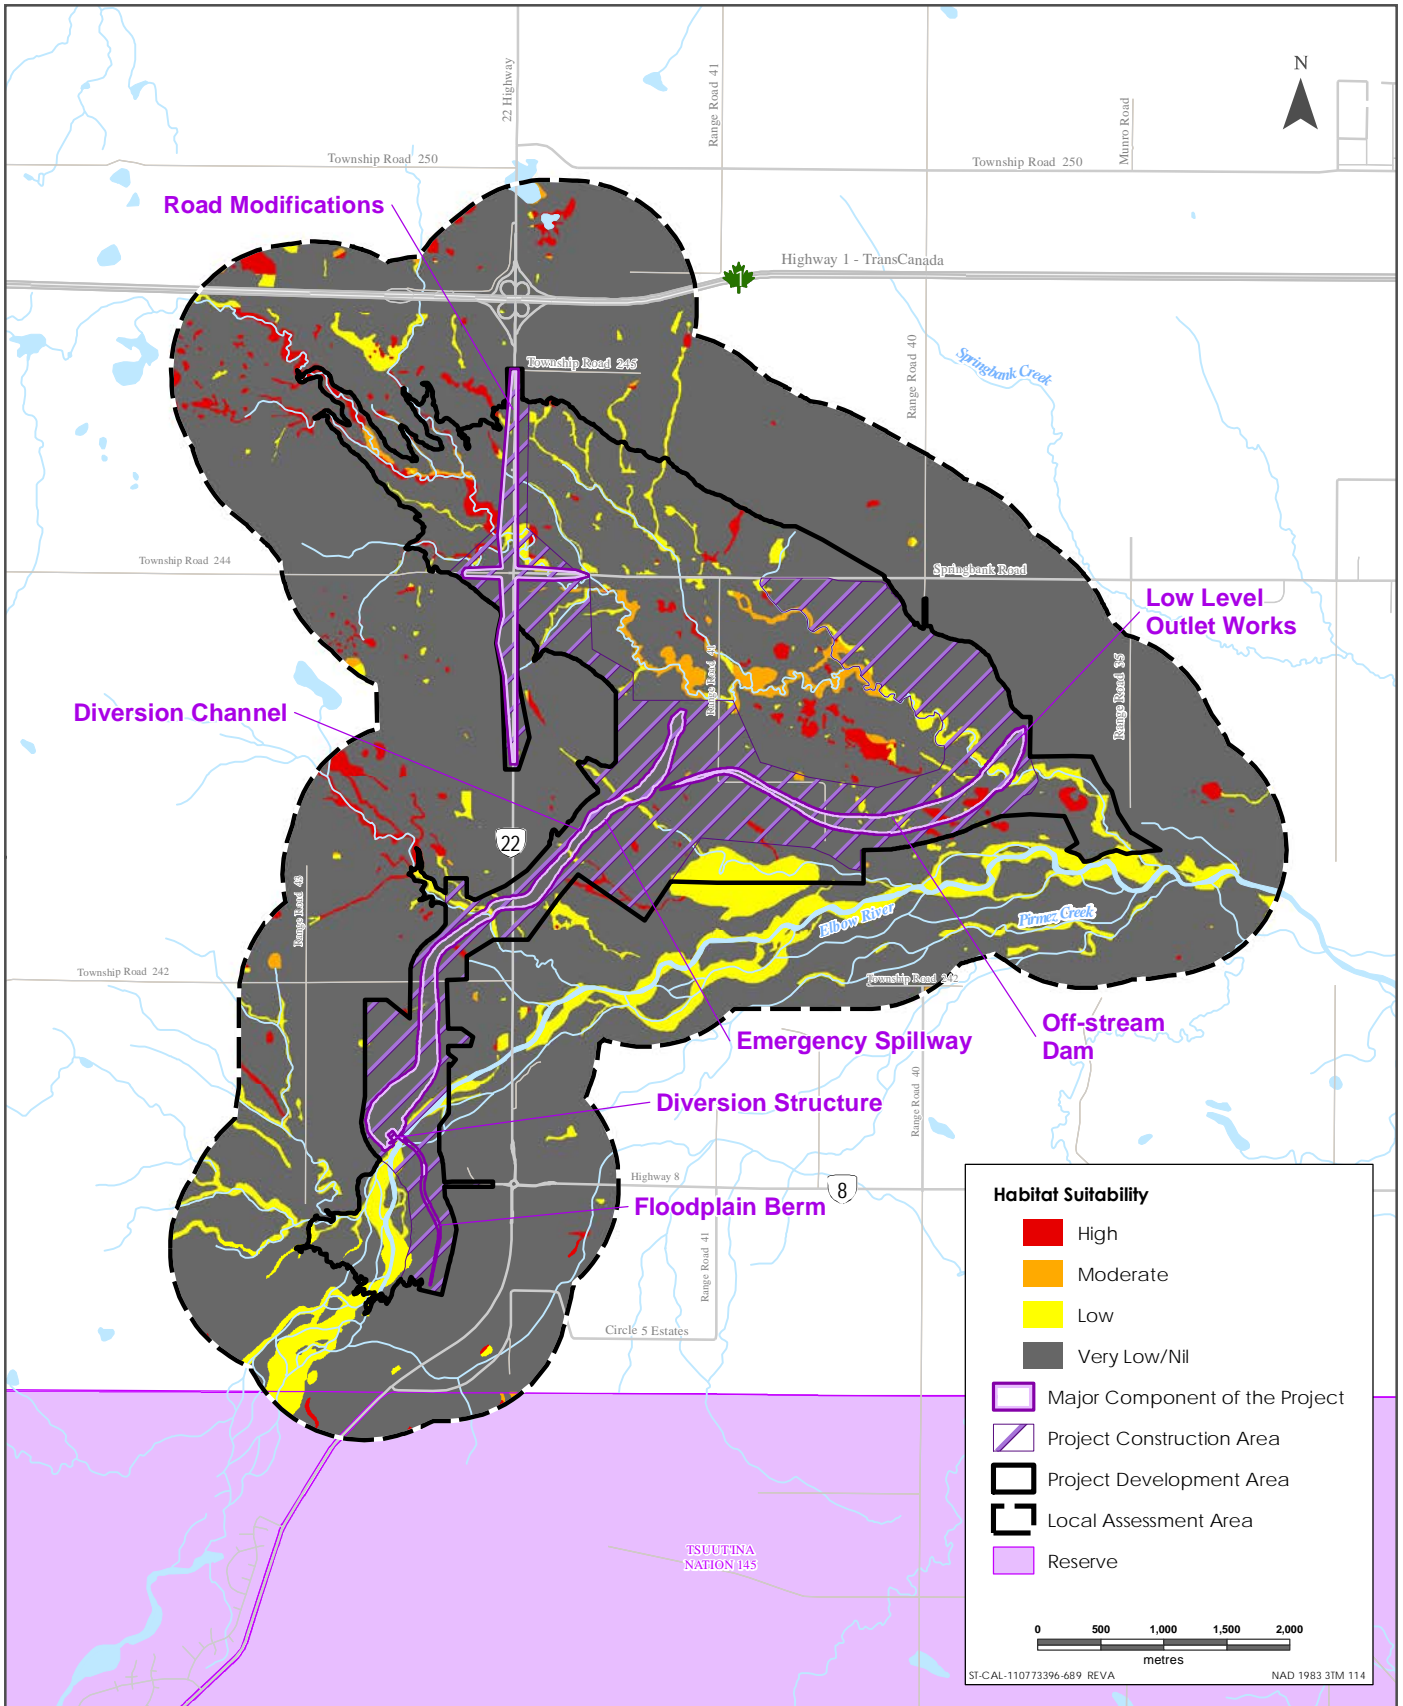 N
22 Highway
Range Road 41
Munro Road
Township Road 250
Township Road 250
Road Modifications
Highway 1 - TransCanada
1
Township Road 245
Range Road 40
Springbank Creek
Township Road 244
Springbank Road
Low Level
Outlet Works
Range Road 41
Range Road 35
Diversion Channel
22
Range Road 43
Elbow River
Pirmez Creek
Township Road 242
Township Road 242
Emergency Spillway
Off-stream
Dam
Diversion Structure
Range Road 40
Highway 8
8
Floodplain Berm
Range Road 41
Circle 5 Estates
TSUUT'INA
NATION 145
Habitat Suitability
High
Moderate
Low
Very Low/Nil
Major Component of the Project
Project Construction Area
Project Development Area
Local Assessment Area
Reserve
0 500 1,000 1,500 2,000
metres
ST-CAL-110773396-689 REVA
NAD 1983 3TM 114